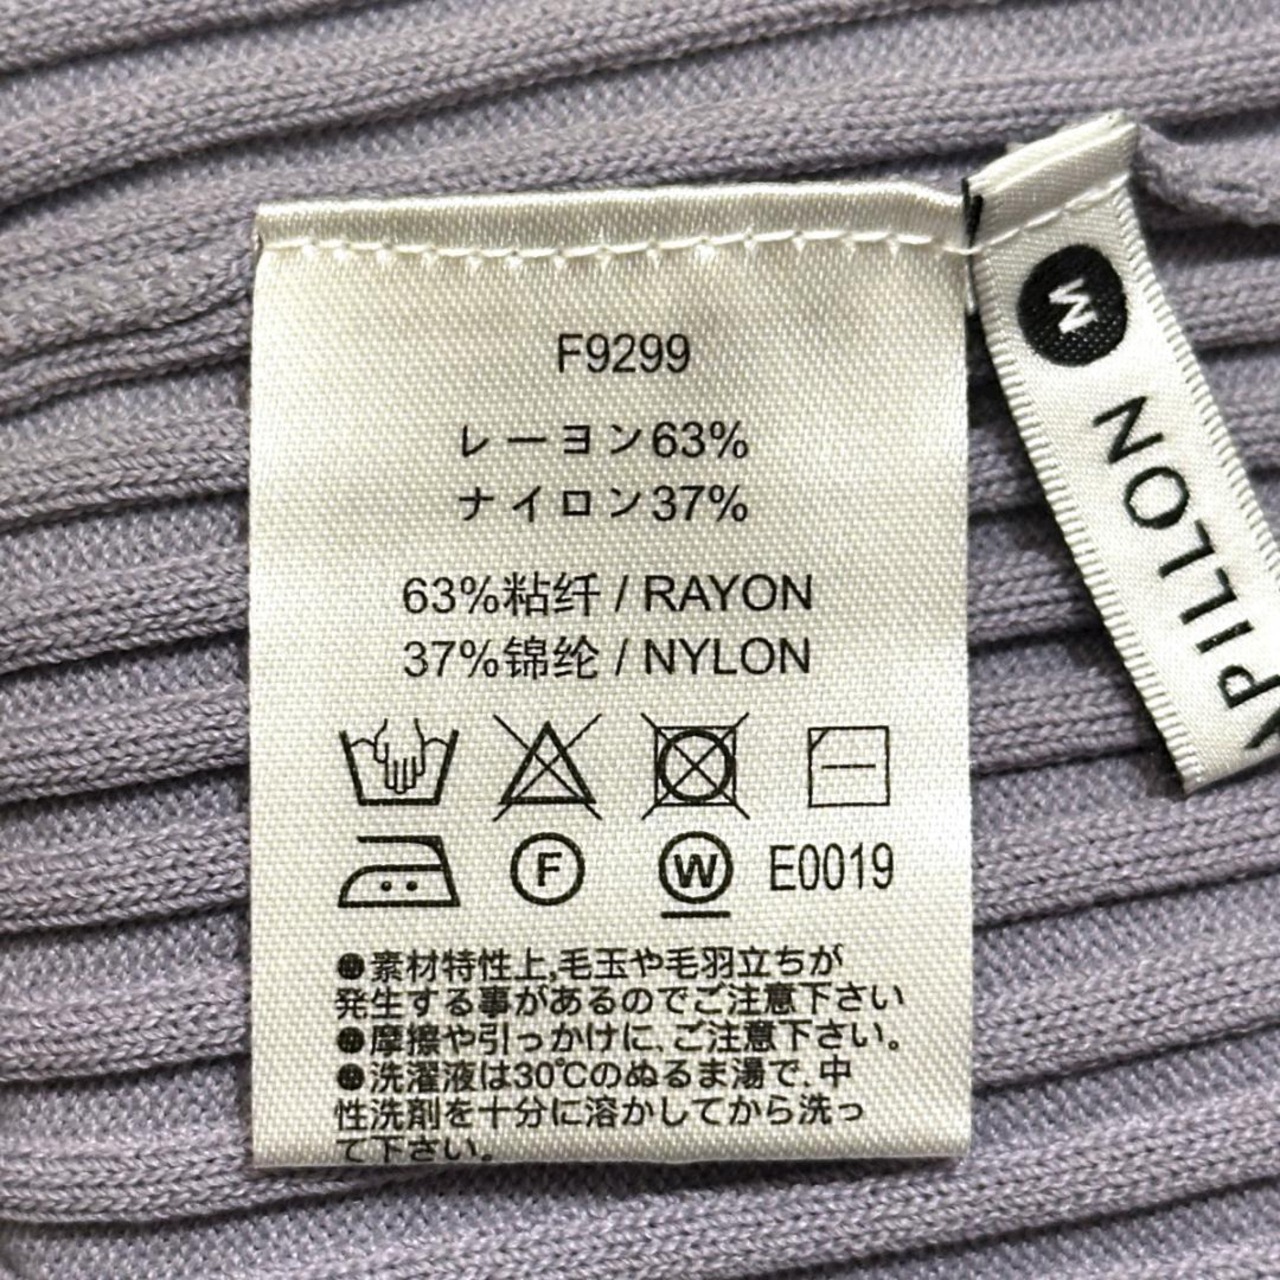 F9299
レーヨン63%
ナイロン37%
63%粘纤 / RAYON
37%锦纶 / NYLON
F
W
E0019
●素材特性上,毛玉や毛羽立ちが
発生する事があるのでご注意下さい
●摩擦や引っかけに、ご注意下さい。
●洗濯液は30℃のぬるま湯で、中
性洗剤を十分に溶かしてから洗っ
て下さい。
M
PILLON